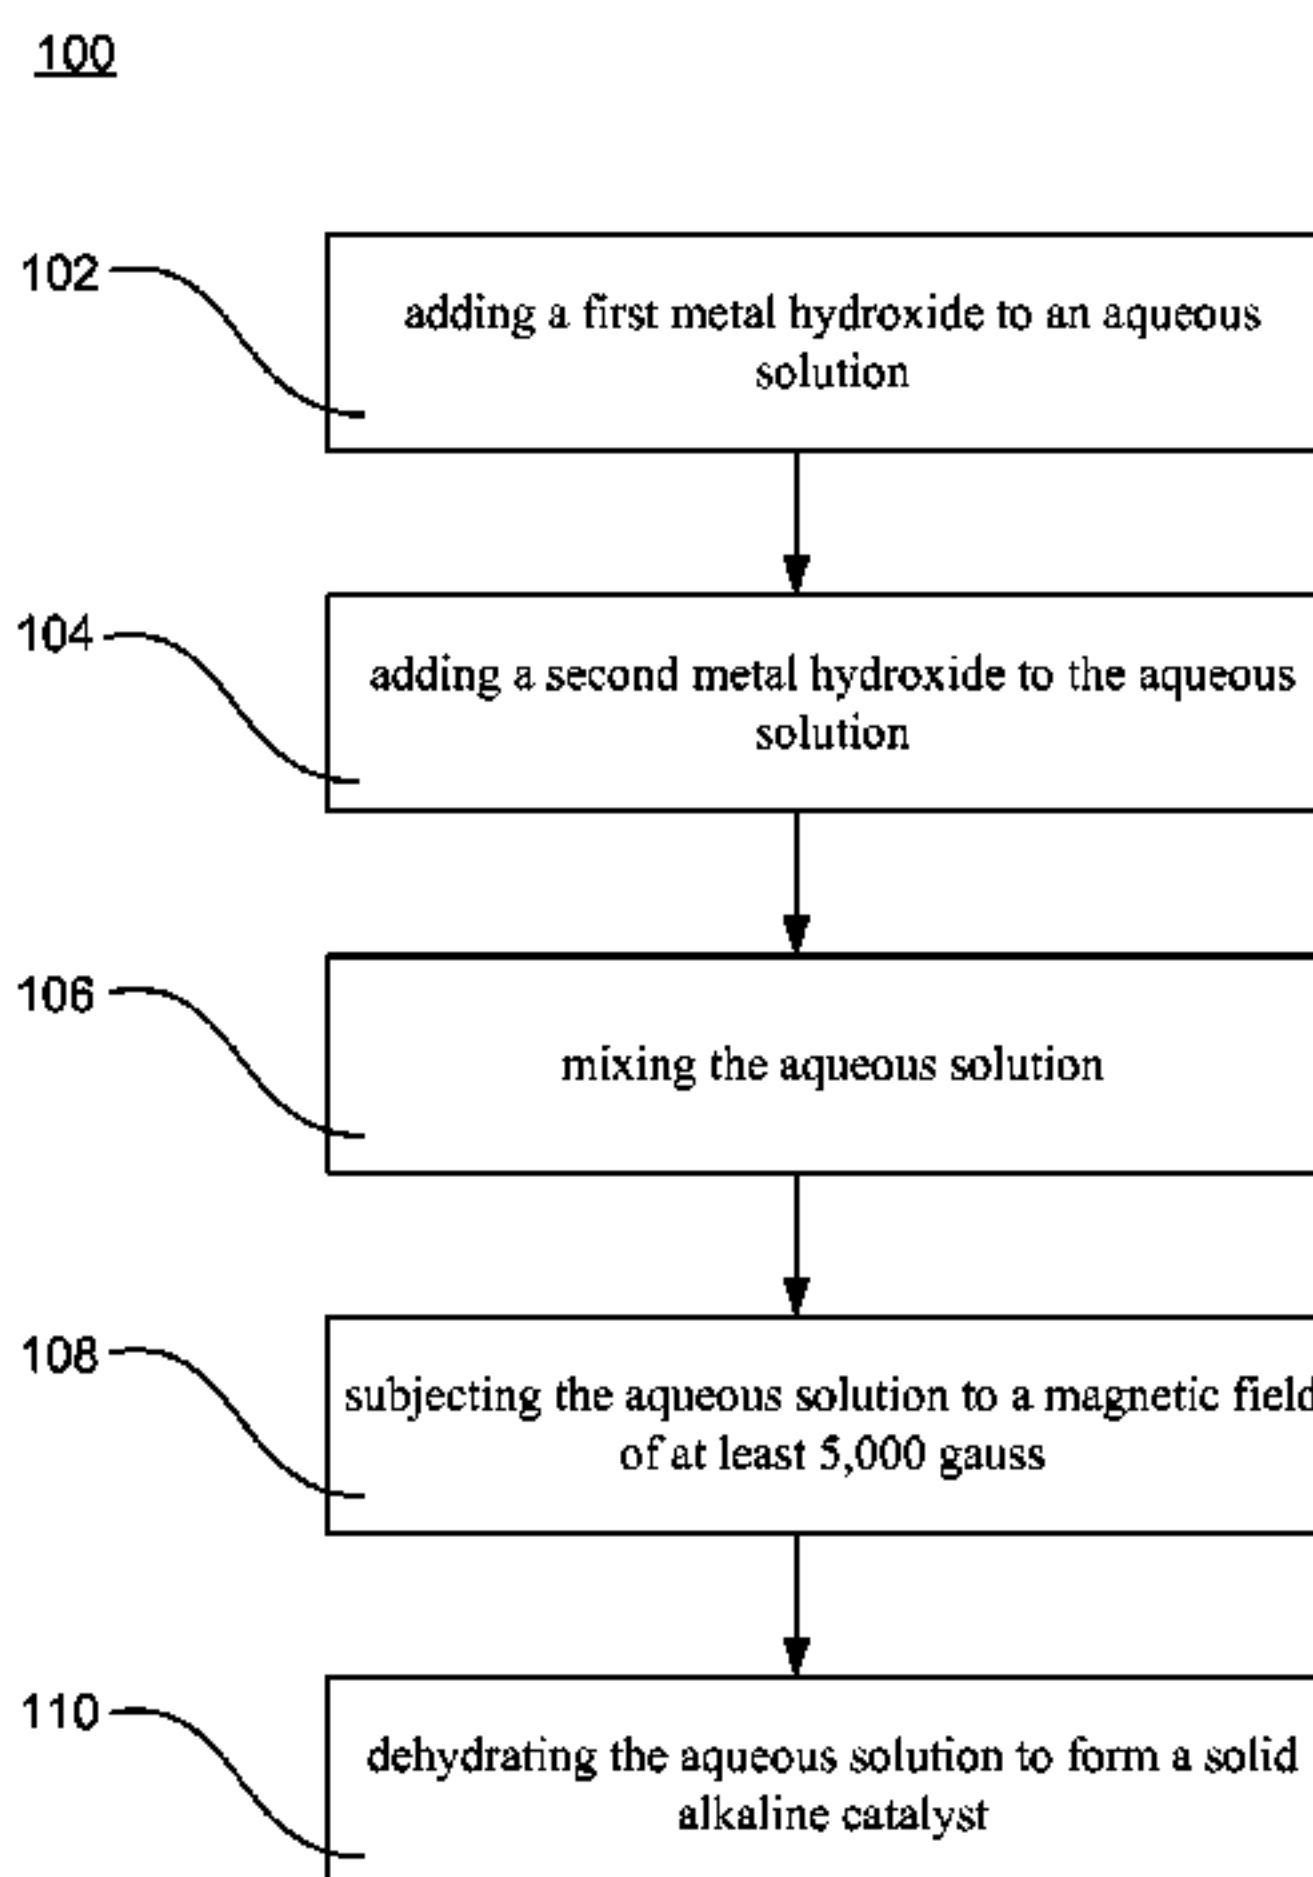 100
102
adding a first metal hydroxide to an aqueous
solution
104
adding a second metal hydroxide to the aqueous
solution
106
mixing the aqueous solution
108
subjecting the aqueous solution to a magnetic field
of at least 5,000 gauss
110
dehydrating the aqueous solution to form a solid
alkaline catalyst